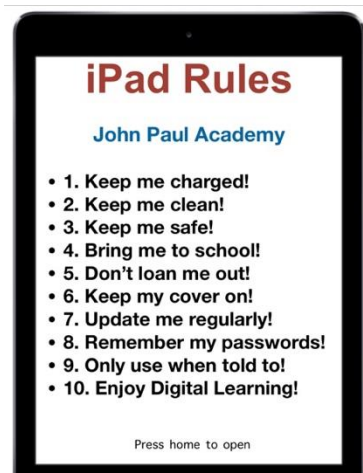 iPad Rules
John Paul Academy
• 1. Keep me charged!
• 2. Keep me clean!
• 3. Keep me safe!
• 4. Bring me to school!
• 5. Don’t loan me out!
• 6. Keep my cover on!
• 7. Update me regularly!
• 8. Remember my passwords!
• 9. Only use when told to!
• 10. Enjoy Digital Learning!
Press home to open